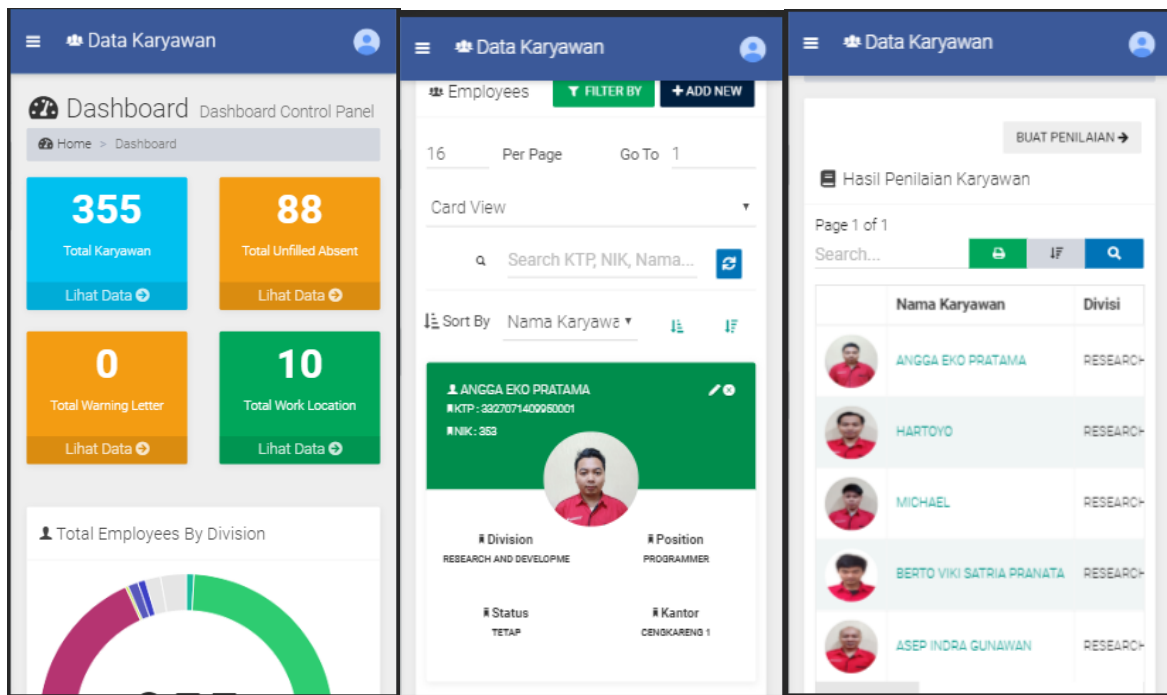 Data Karyawan
Dashboard Dashboard Control Panel
Home > Dashboard
355
Total Karyawan
Lihat Data
88
Total Unfilled Absent
Lihat Data
0
Total Warning Letter
Lihat Data
10
Total Work Location
Lihat Data
Total Employees By Division
Data Karyawan
Employees
FILTER BY
+ ADD NEW
16 Per Page Go To 1
Card View
Search KTP, NIK, Nama...
Sort By Nama Karyawa
ANGGA EKO PRATAMA
KTP : 3327071409950001
NIK : 353
Division
RESEARCH AND DEVELOPME
Position
PROGRAMMER
Status
TETAP
Kantor
CENGKARENG 1
Data Karyawan
BUAT PENILAIAN
Hasil Penilaian Karyawan
Page 1 of 1
Search...
Nama Karyawan Divisi
ANGGA EKO PRATAMA RESEARCH
HARTOYO RESEARCH
MICHAEL RESEARCH
BERTO VIKI SATRIA PRANATA RESEARCH
ASEP INDRA GUNAWAN RESEARCH